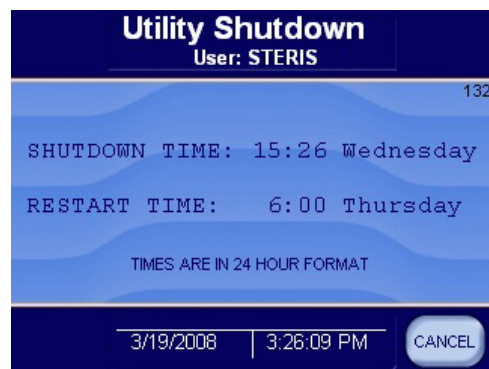 Utility Shutdown
User: STERIS
132
SHUTDOWN TIME: 15:26 Wednesday
RESTART TIME: 6:00 Thursday
TIMES ARE IN 24 HOUR FORMAT
3/19/2008 3:26:09 PM CANCEL